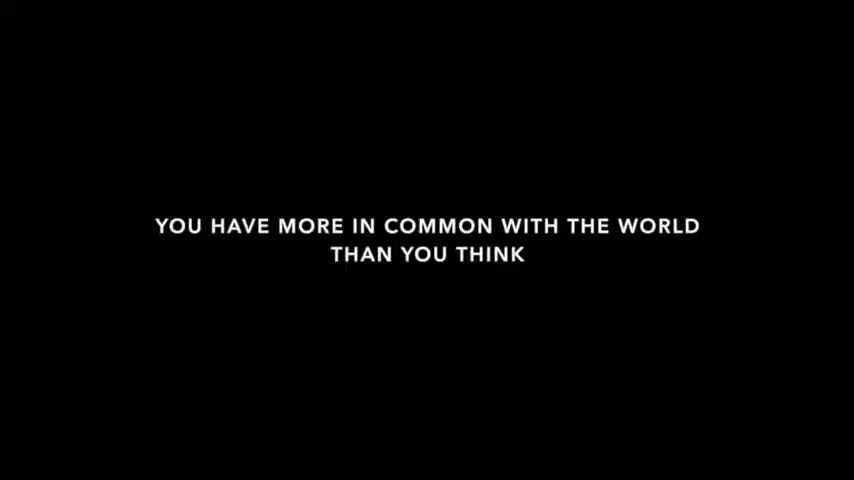 YOU HAVE MORE IN COMMON WITH THE WORLD
THAN YOU THINK